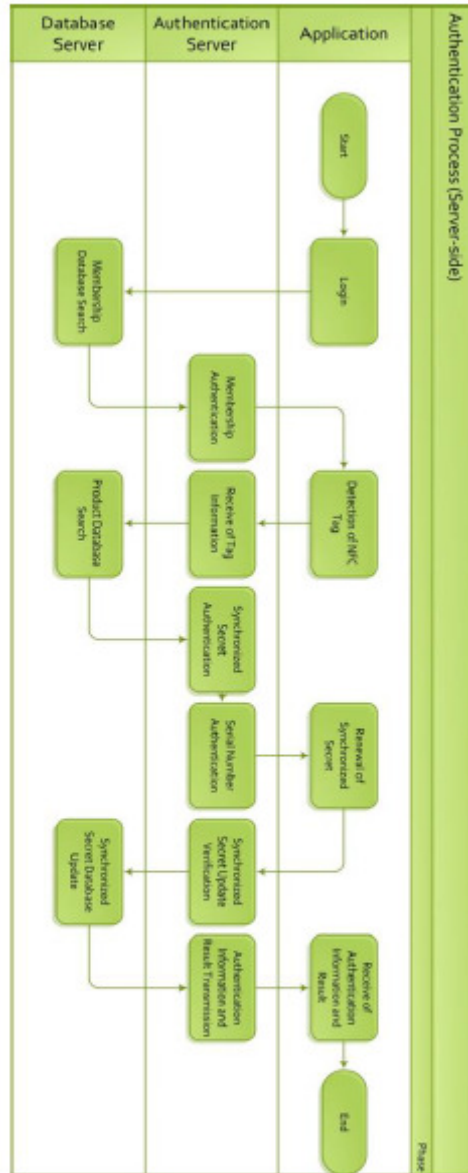 Authentication Process (Server-side)
Phase
Application
Authentication
Server
Database
Server
Start
Login
Membership
Database Search
Membership
Authentication
Detection of NFC
Tag
Receive of Tag
Information
Product Database
Search
Synchronized
Secret
Authentication
Serial Number
Authentication
Renewal of
Synchronized
Secret
Synchronized
Secret Update
Verification
Synchronized
Secret Database
Update
Authentication
Information and
Result Transmission
Receive of
Authentication
Information and
Result
End